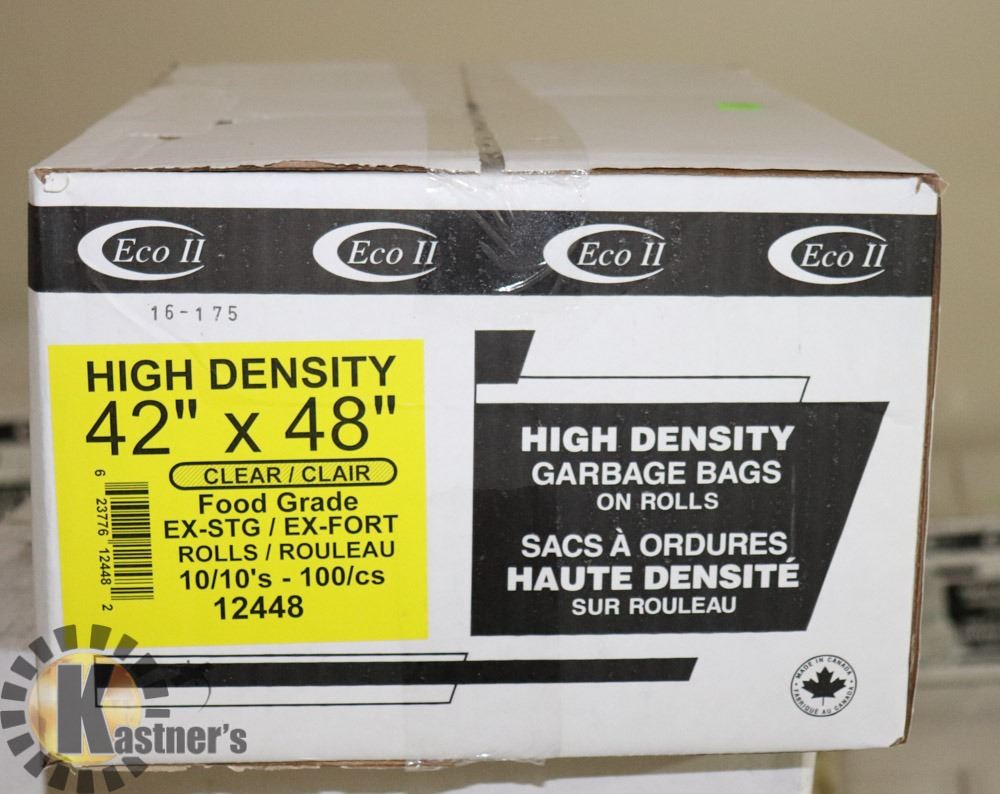 Eco II Eco II Eco II Eco II
16-175
HIGH DENSITY
42" x 48"
CLEAR / CLAIR
Food Grade
EX-STG / EX-FORT
ROLLS / ROULEAU
10/10's - 100/cs
12448
6 23776 12448 2
HIGH DENSITY
GARBAGE BAGS
ON ROLLS
SACS À ORDURES
HAUTE DENSITÉ
SUR ROULEAU
MADE IN CANADA
FABRIQUÉ AU CANADA
Kastner's